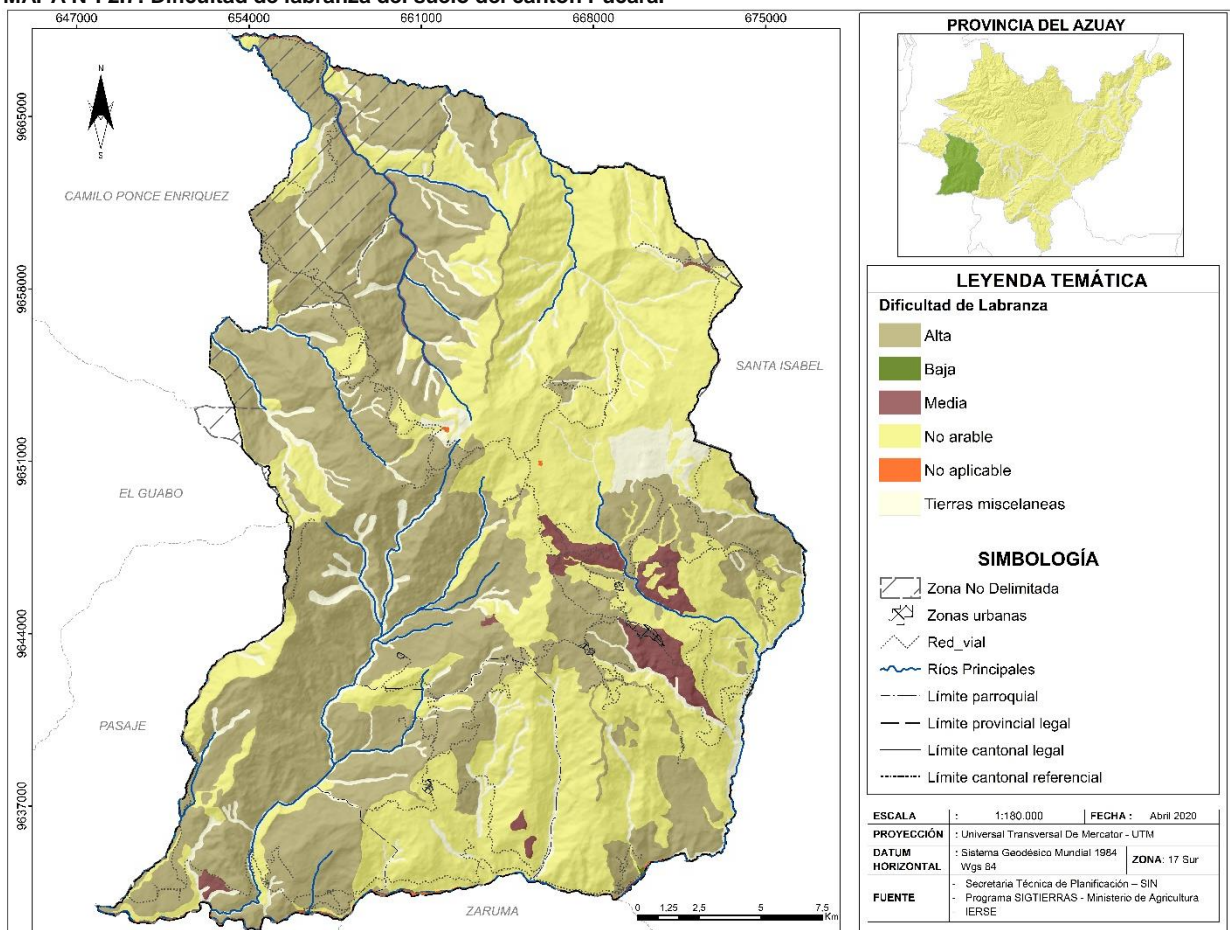 MAPA N°. 2.7. Dificultad de labranza del suelo del cantón Pucará.
647000 654000 661000 668000 675000
9665000
9658000
9651000
9644000
9637000
N
S
CAMILO PONCE ENRIQUEZ
SANTA ISABEL
EL GUABO
PASAJE
ZARUMA
0 1,25 2,5 5 7,5
Km
PROVINCIA DEL AZUAY
LEYENDA TEMÁTICA
Dificultad de Labranza
Alta
Baja
Media
No arable
No aplicable
Tierras miscelaneas
SIMBOLOGÍA
Zona No Delimitada
Zonas urbanas
Red_vial
Ríos Principales
Límite parroquial
Límite provincial legal
Límite cantonal legal
Límite cantonal referencial
ESCALA : 1:180.000 FECHA : Abril 2020
PROYECCIÓN : Universal Transversal De Mercator - UTM
DATUM HORIZONTAL : Sistema Geodésico Mundial 1984 Wgs 84 ZONA: 17 Sur
FUENTE - Secretaria Técnica de Planificación – SIN
- Programa SIGTIERRAS - Ministerio de Agricultura
IERSE